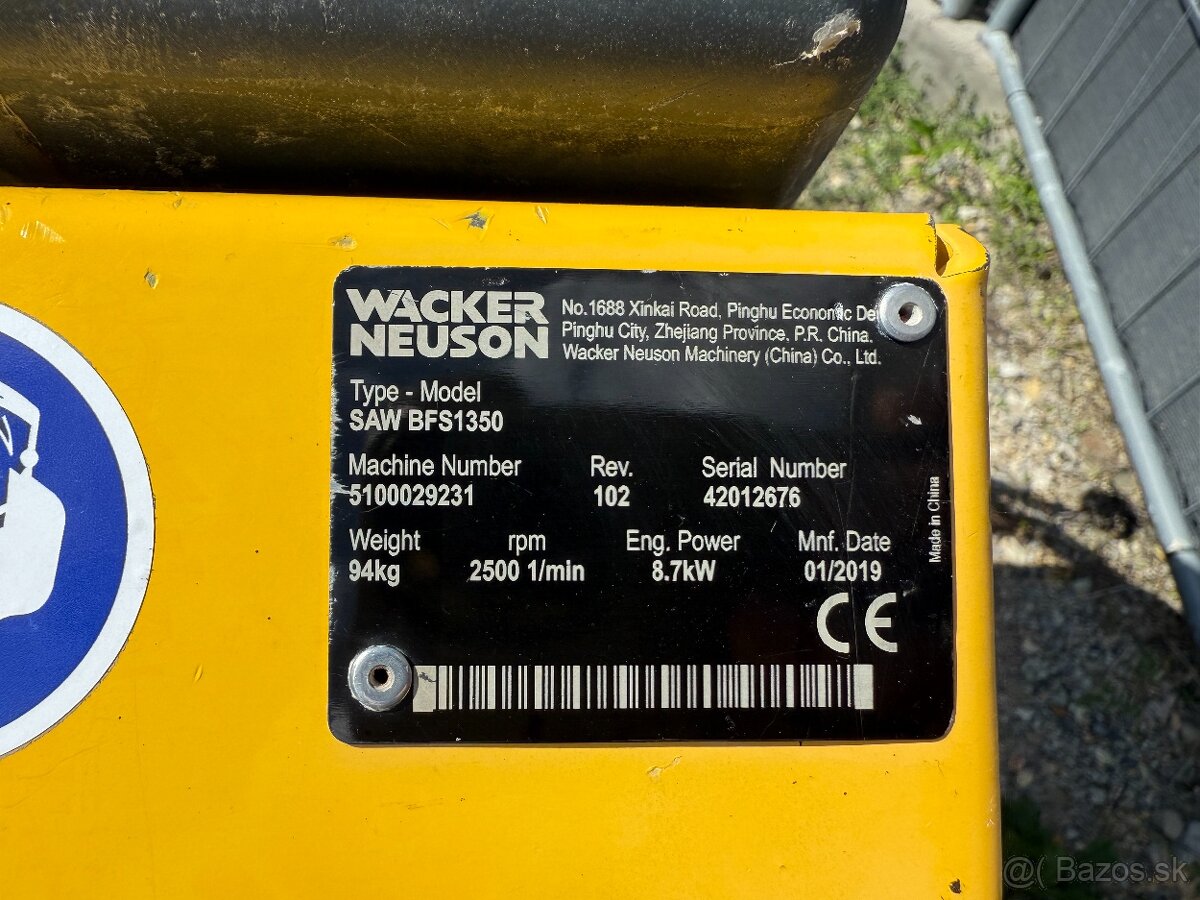 WACKER
NEUSON
No.1688 Xinkai Road, Pinghu Economic De
Pinghu City, Zhejiang Province, P.R. China.
Wacker Neuson Machinery (China) Co., Ltd.
Type - Model
SAW BFS1350
Machine Number Rev. Serial Number
5100029231 102 42012676
Weight rpm Eng. Power Mnf. Date
94kg 2500 1/min 8.7kW 01/2019
Made in China
CE
@( Bazos.sk